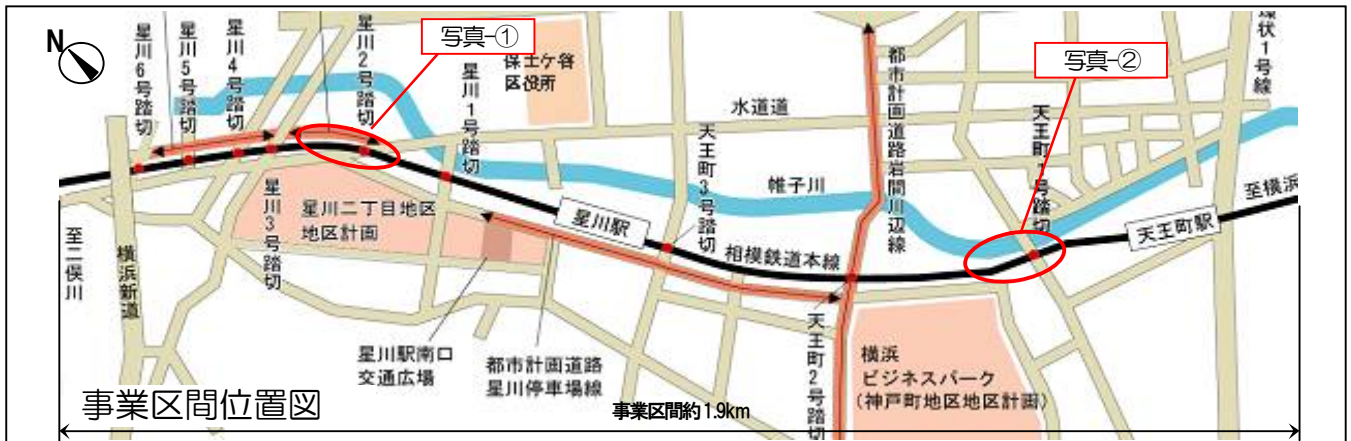 N
星川6号踏切
星川5号踏切
星川4号踏切
星川2号踏切
写真-①
星川1号踏切
保土ケ谷
区役所
水道道
天王町3号踏切
都市計画道路岩間川辺線
写真-②
天王町1号踏切
環状1号線
帷子川
至横浜
星川駅
天王町駅
相模鉄道本線
星川二丁目地区
地区計画
星川3号踏切
至二俣川
横浜新道
星川駅南口
交通広場
都市計画道路
星川停車場線
天王町2号踏切
横浜
ビジネスパーク
(神戸町地区地区計画)
事業区間位置図
事業区間約1.9km